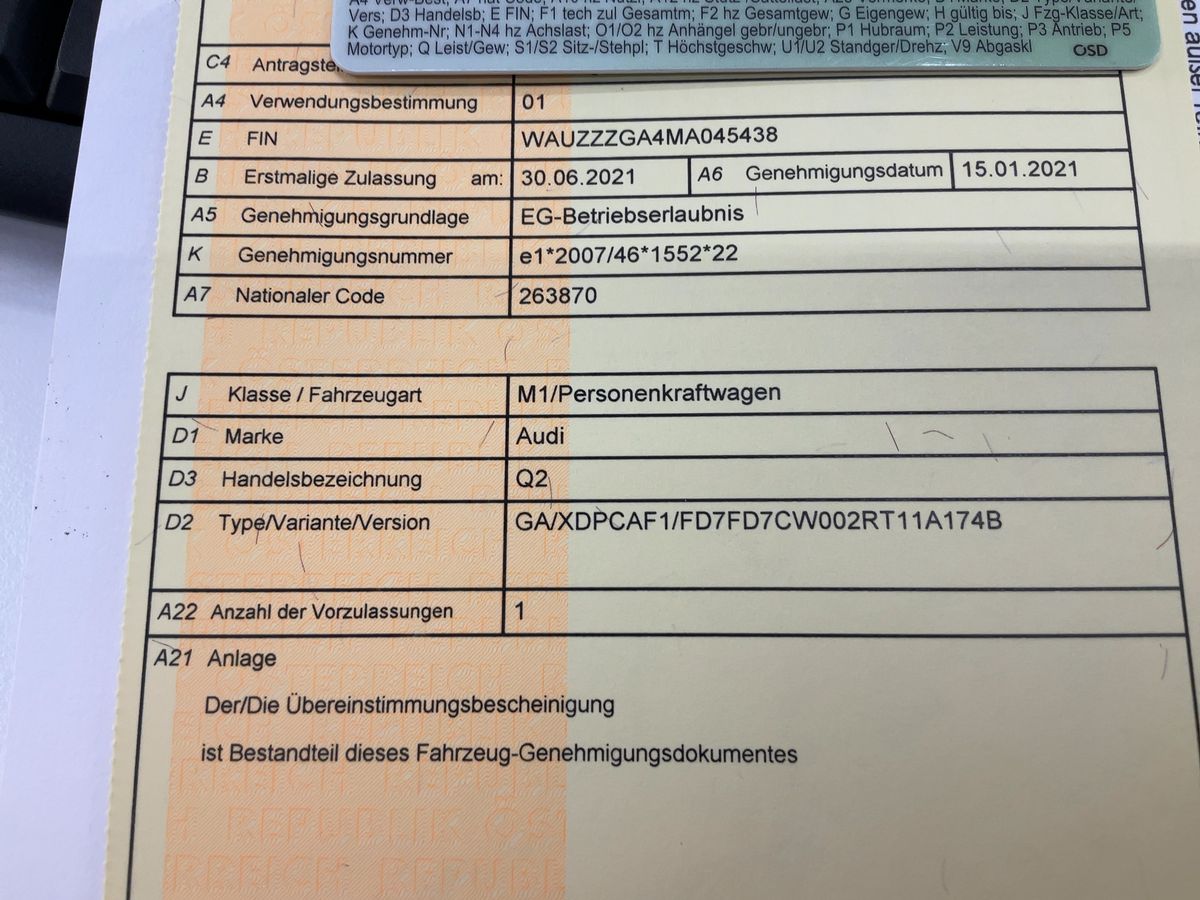 Vers; D3 Handelsb; E FIN; F1 tech zul Gesamtm; F2 hz Gesamtgew; G Eigengew; H gültig bis; J Fzg-Klasse/Art;
K Genehm-Nr; N1-N4 hz Achslast; O1/O2 hz Anhängel gebr/ungebr; P1 Hubraum; P2 Leistung; P3 Antrieb; P5
Motortyp; Q Leist/Gew; S1/S2 Sitz-/Stehpl; T Höchstgeschw; U1/U2 Standger/Drehz; V9 Abgaskl OSD
C4 Antragste
A4 Verwendungsbestimmung 01
E FIN WAUZZZGA4MA045438
B Erstmalige Zulassung am: 30.06.2021 A6 Genehmigungsdatum 15.01.2021
A5 Genehmigungsgrundlage EG-Betriebserlaubnis
K Genehmigungsnummer e1*2007/46*1552*22
A7 Nationaler Code 263870
J Klasse / Fahrzeugart M1/Personenkraftwagen
D1 Marke Audi
D3 Handelsbezeichnung Q2
D2 Type/Variante/Version GA/XDPCAF1/FD7FD7CW002RT11A174B
A22 Anzahl der Vorzulassungen 1
A21 Anlage
Der/Die Übereinstimmungsbescheinigung
ist Bestandteil dieses Fahrzeug-Genehmigungsdokumentes